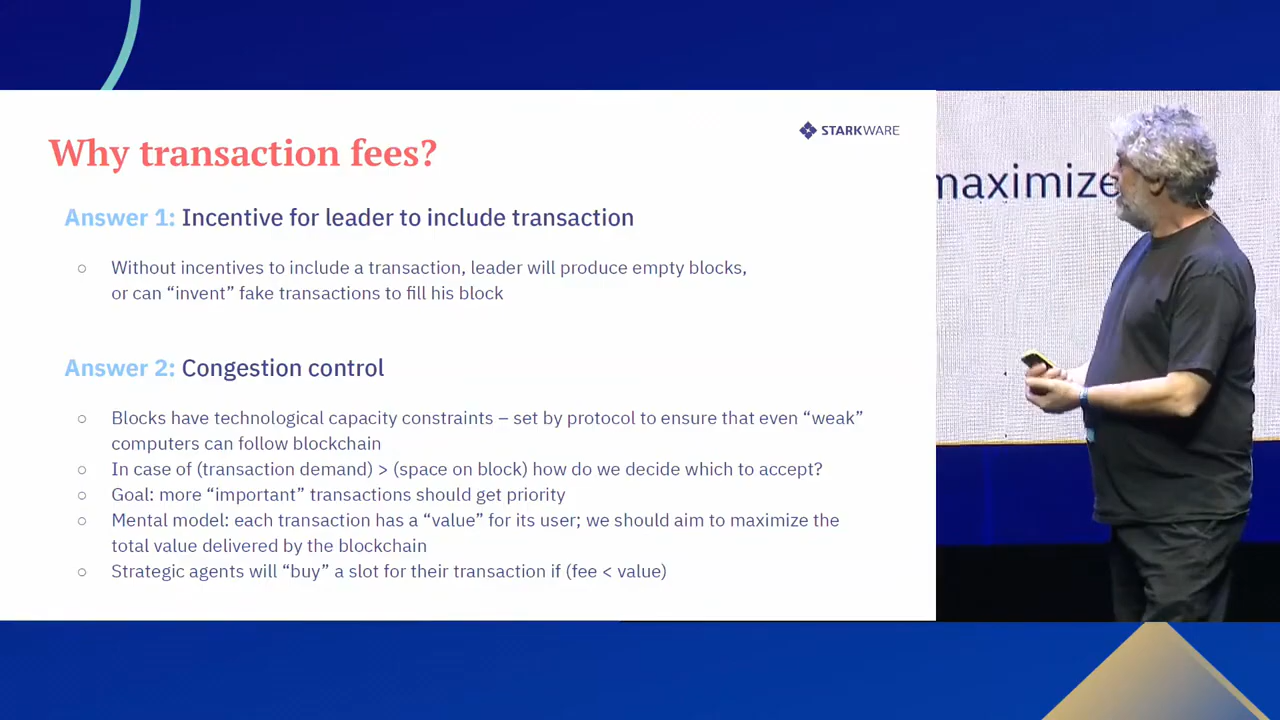 STARKWARE
Why transaction fees?
Answer 1: Incentive for leader to include transaction
○ Without incentives to include a transaction, leader will produce empty blocks,
or can “invent” fake transactions to fill his block
Answer 2: Congestion control
○ Blocks have technological capacity constraints – set by protocol to ensure that even “weak”
computers can follow blockchain
○ In case of (transaction demand) > (space on block) how do we decide which to accept?
○ Goal: more “important” transactions should get priority
○ Mental model: each transaction has a “value” for its user; we should aim to maximize the
total value delivered by the blockchain
○ Strategic agents will “buy” a slot for their transaction if (fee < value)
maximize